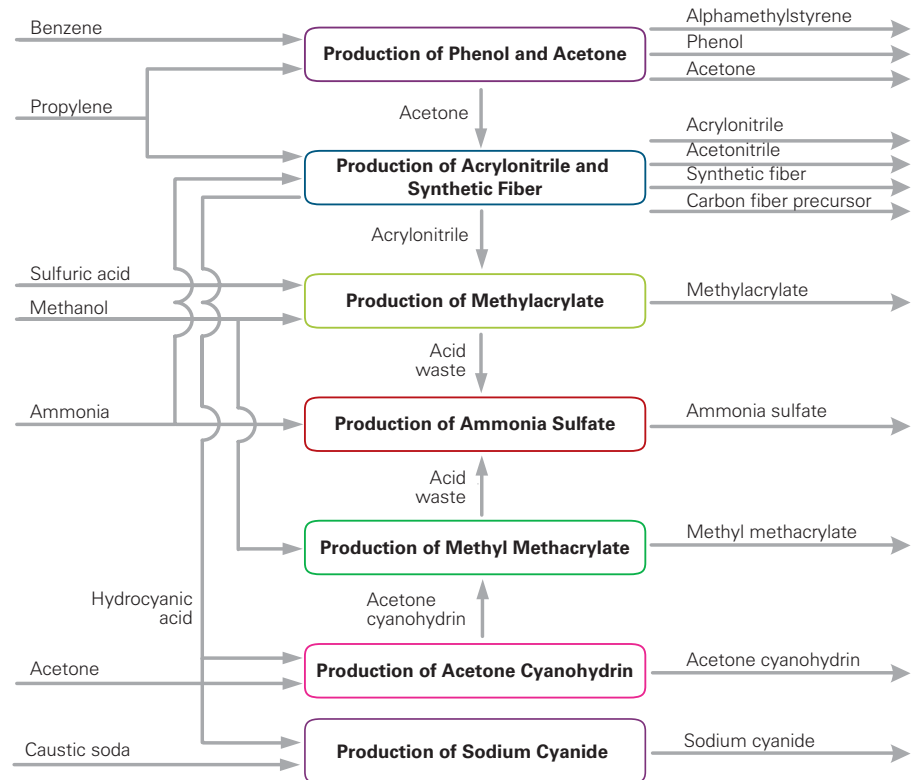 Benzene
Production of Phenol and Acetone
Alphamethylstyrene
Phenol
Acetone
Propylene
Acetone
Production of Acrylonitrile and
Synthetic Fiber
Acrylonitrile
Acetonitrile
Synthetic fiber
Carbon fiber precursor
Acrylonitrile
Sulfuric acid
Methanol
Production of Methylacrylate
Methylacrylate
Acid
waste
Ammonia
Production of Ammonia Sulfate
Ammonia sulfate
Acid
waste
Production of Methyl Methacrylate
Methyl methacrylate
Hydrocyanic
acid
Acetone
cyanohydrin
Acetone
Production of Acetone Cyanohydrin
Acetone cyanohydrin
Caustic soda
Production of Sodium Cyanide
Sodium cyanide